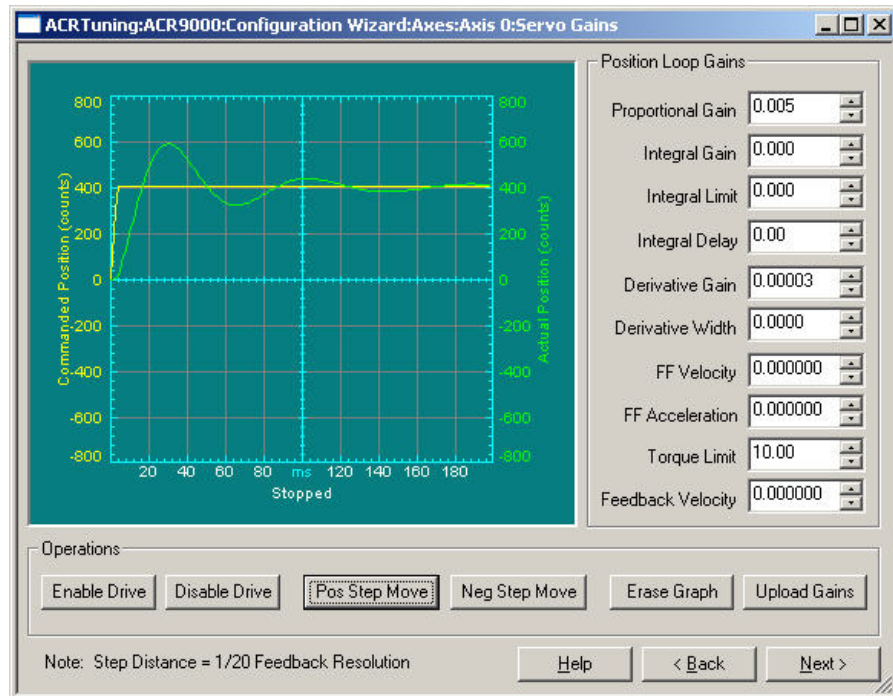 ACRTuning:ACR9000:Configuration Wizard:Axes:Axis 0:Servo Gains
Commanded Position (counts)
800
600
400
200
0
-200
-400
-600
-800
800
600
400
200
0
-200
-400
-600
-800
Actual Position (counts)
20 40 60 80 ms 120 140 160 180
Stopped
Position Loop Gains
Proportional Gain 0.005
Integral Gain 0.000
Integral Limit 0.000
Integral Delay 0.00
Derivative Gain 0.00003
Derivative Width 0.0000
FF Velocity 0.000000
FF Acceleration 0.000000
Torque Limit 10.00
Feedback Velocity 0.000000
Operations
Enable Drive Disable Drive Pos Step Move Neg Step Move Erase Graph Upload Gains
Note: Step Distance = 1/20 Feedback Resolution
Help < Back Next >